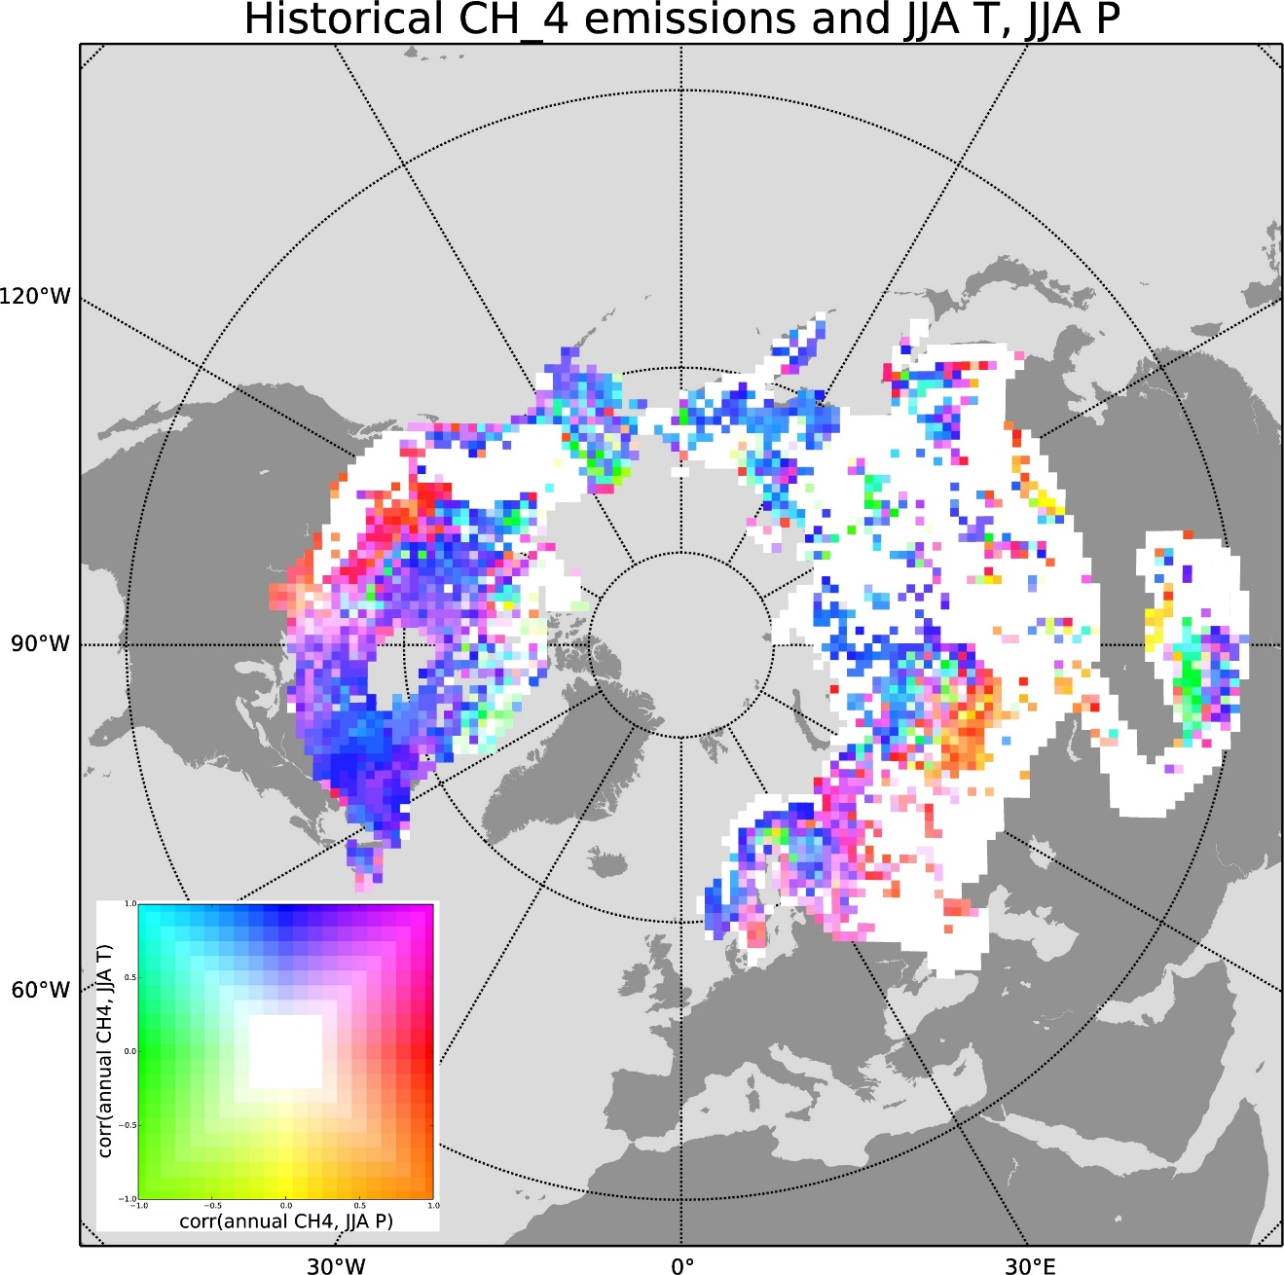 Historical CH_4 emissions and JJA T, JJA P
120°W
90°W
60°W
30°W
0°
30°E
corr(annual CH4, JJA T)
1.0
0.5
0.0
−0.5
−1.0
−1.0
−0.5
0.0
0.5
1.0
corr(annual CH4, JJA P)